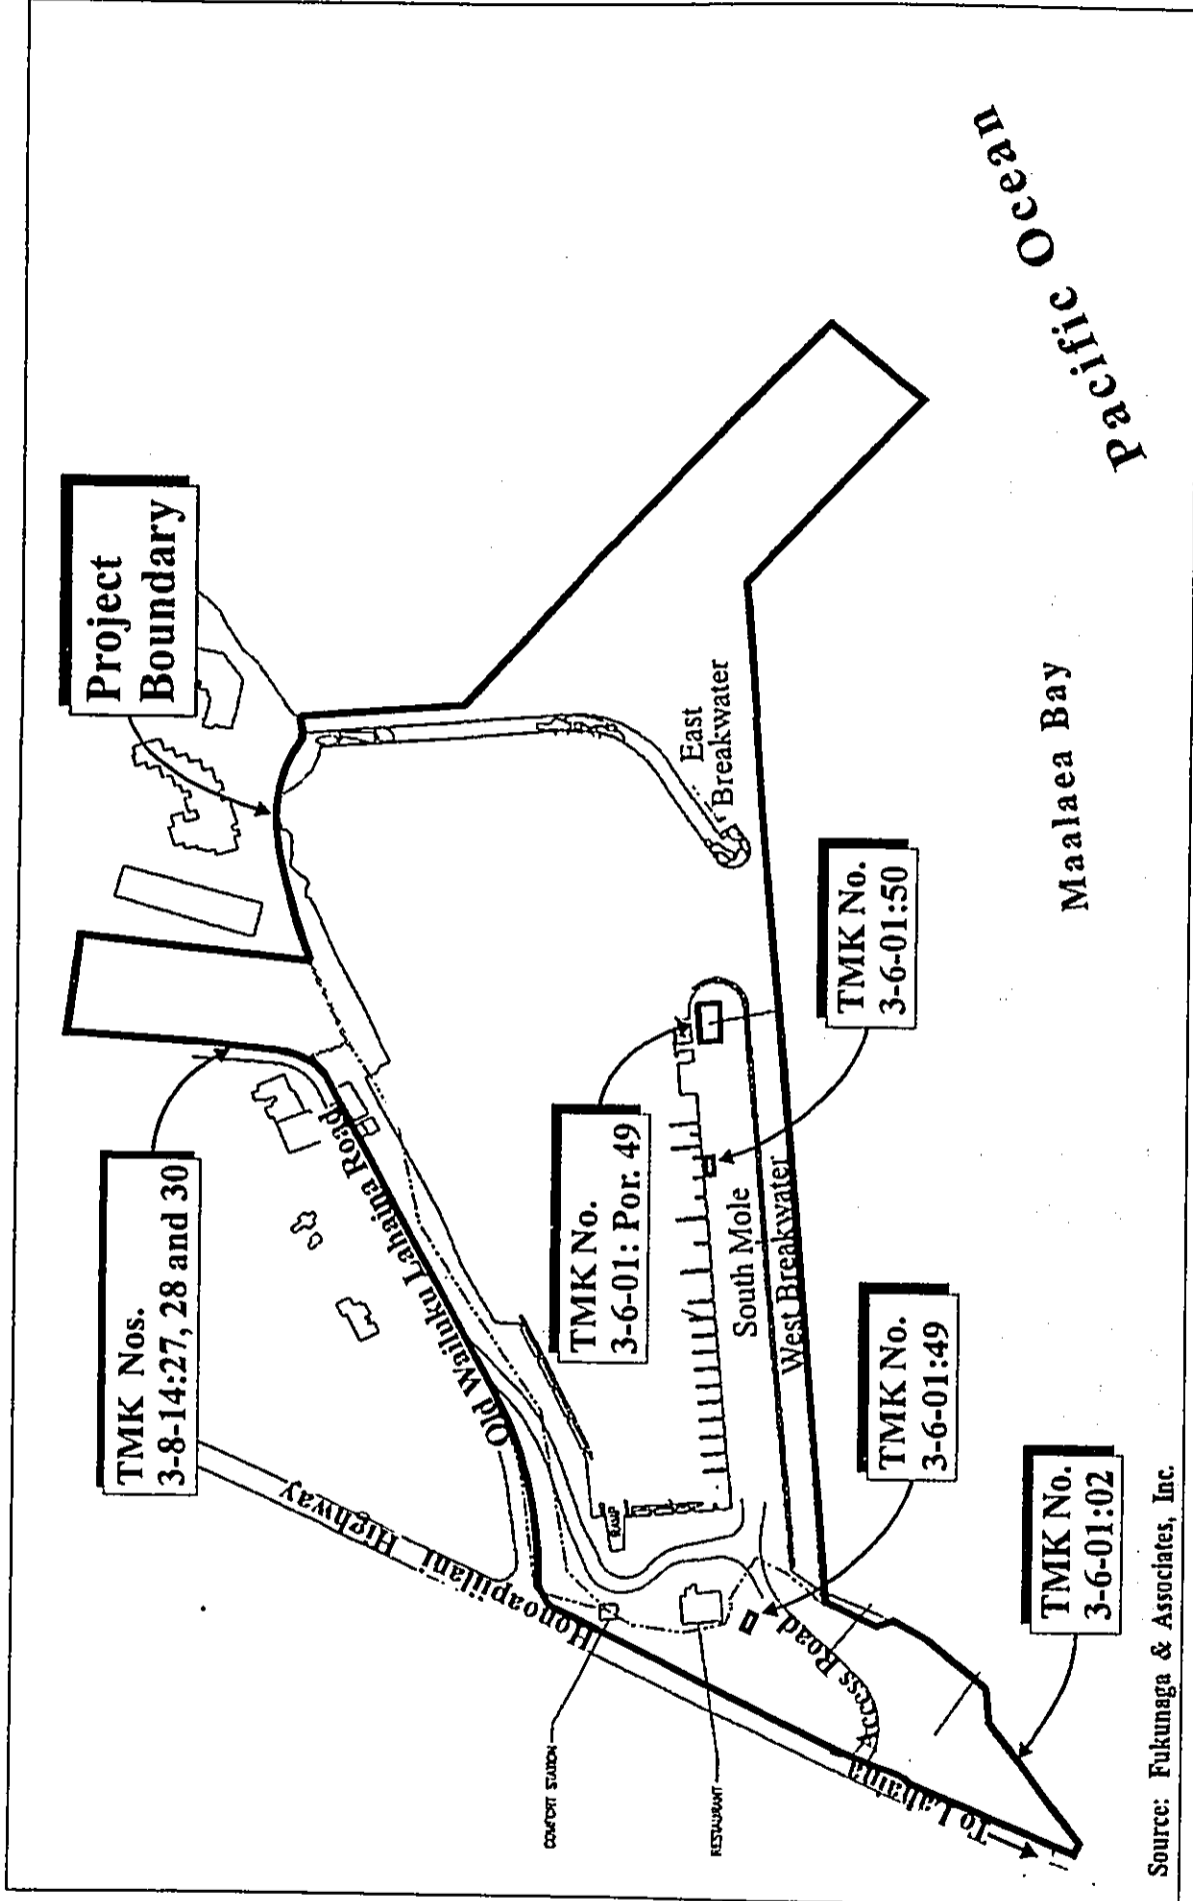 Project
Boundary
TMK Nos.
3-8-14:27, 28 and 30
Honoapiilani Highway
Old Wailuku Lahaina Road
TMK No.
3-6-01: Por. 49
East
Breakwater
Pacific Ocean
COMFORT STATION
RAMP
RESTAURANT
South Mole
West Breakwater
TMK No.
3-6-01:50
Maalaea Bay
Access Road
TMK No.
3-6-01:49
To Lahaina
TMK No.
3-6-01:02
Source: Fukunaga & Associates, Inc.